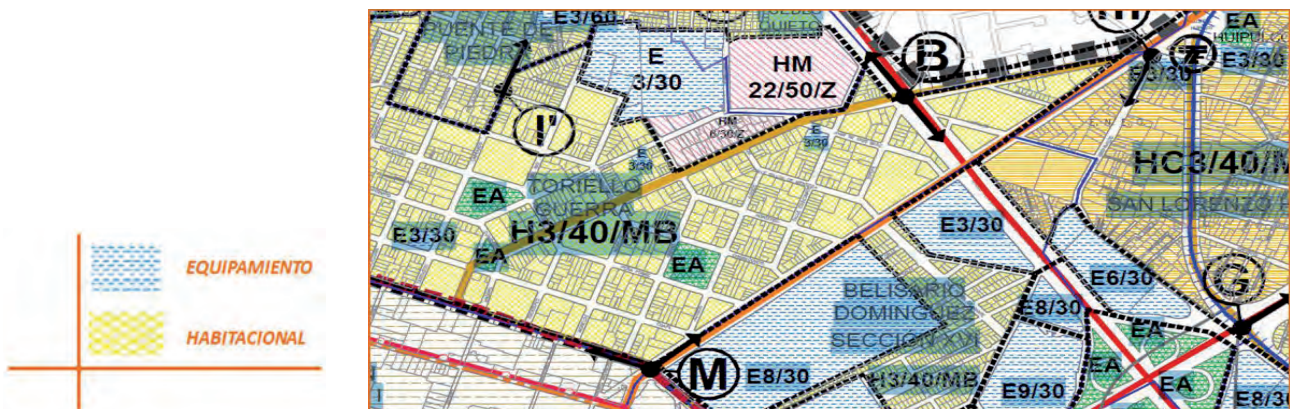 EQUIPAMIENTO
HABITACIONAL
E3/60
PUENTE DE
PIEDRA
I'
E
3/30
HM
22/50/Z
HM
6/30/Z
B
EA
E3/30
E3/30
E
3/30
E
3/30
HC3/40/M
SAN LORENZO
EA
TORIELLO
GUERRA
E3/30
H3/40/MB
EA
EA
E3/30
BELISARIO
DOMINGUEZ
SECCION XVI
E8/30
E6/30
G
M
E8/30
H3/40/MB
E9/30
EA
EA
EA
E8/30